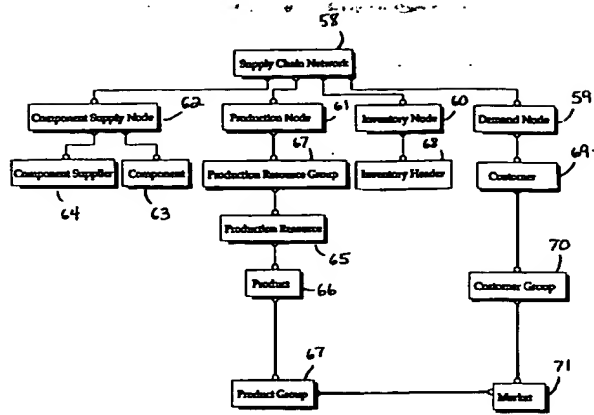 58
Supply Chain Network
62
61
60
59
Component Supply Node
Production Node
Inventory Node
Demand Node
67
68
69
Component Supplier
Component
Production Resource Group
Inventory Header
Customer
64
63
Production Resource
65
70
Product
66
Customer Group
67
71
Product Group
Market